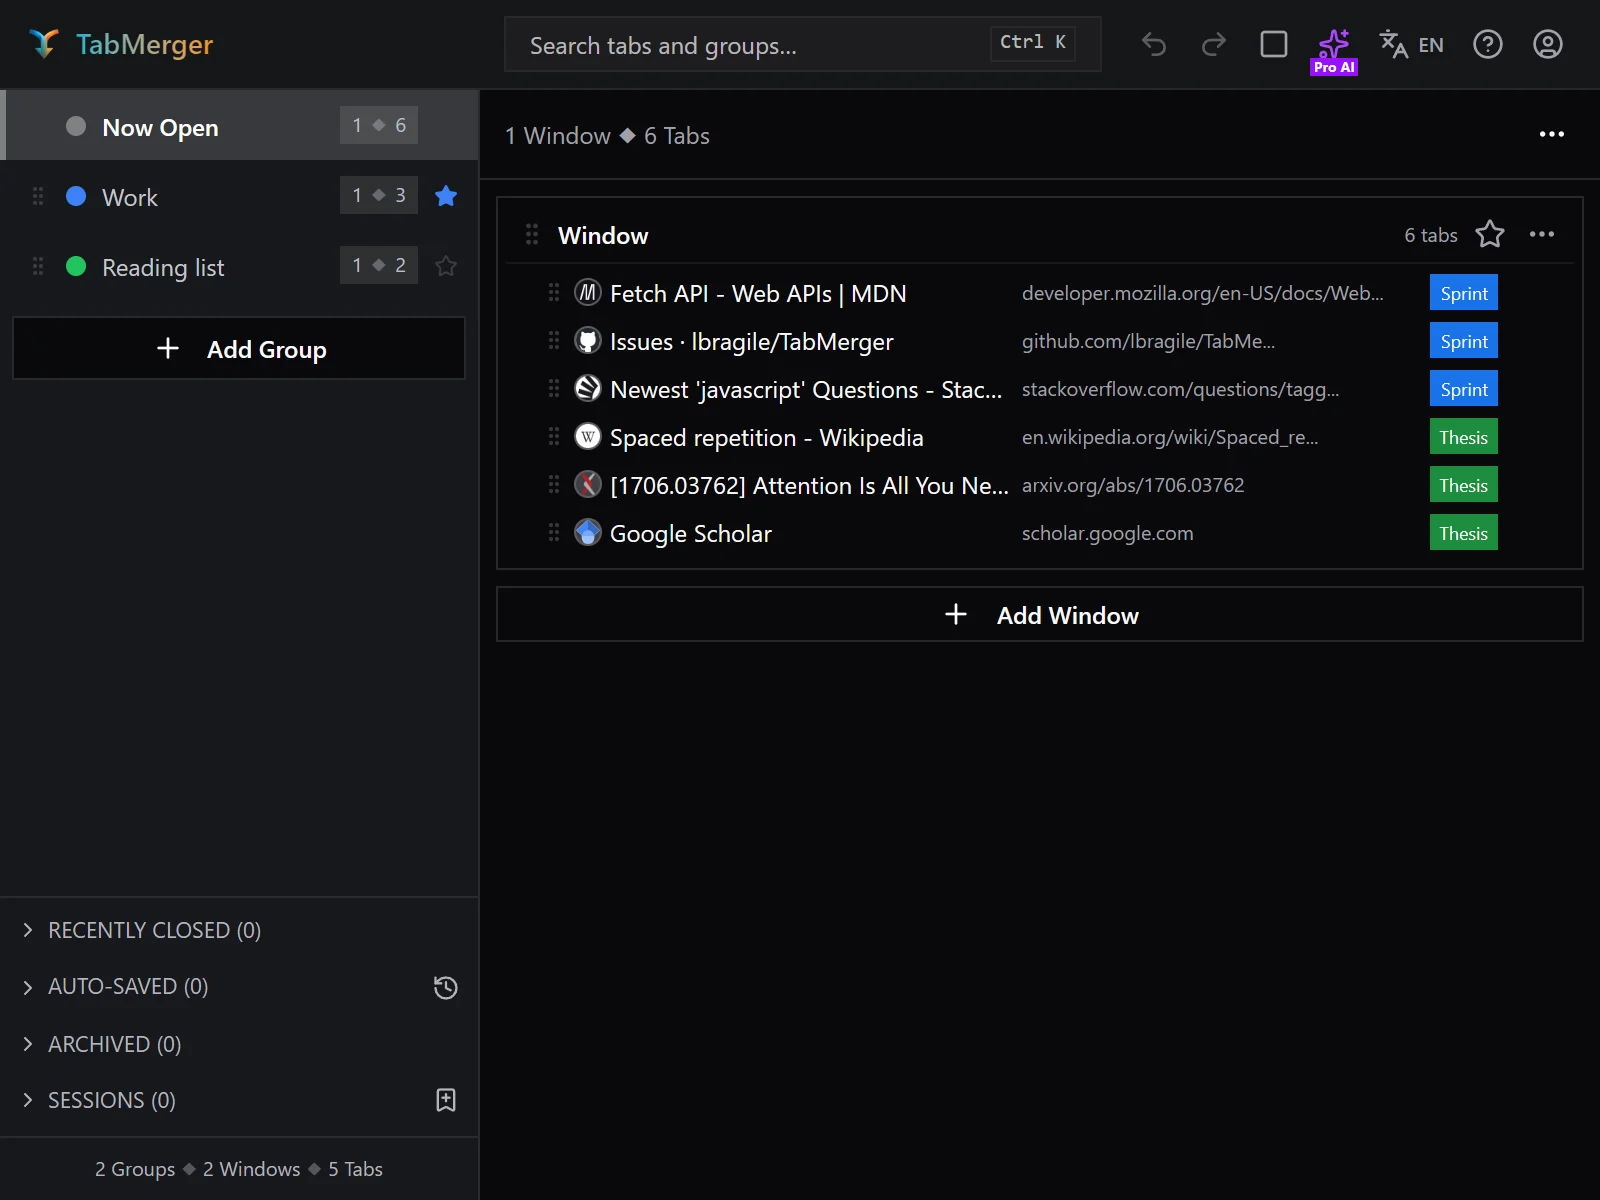 TabMerger
Search tabs and groups... Ctrl K
Pro AI
EN
Now Open 1 ◆ 6
Work 1 ◆ 3
Reading list 1 ◆ 2
+ Add Group
RECENTLY CLOSED (0)
AUTO-SAVED (0)
ARCHIVED (0)
SESSIONS (0)
2 Groups ◆ 2 Windows ◆ 5 Tabs
1 Window ◆ 6 Tabs
Window 6 tabs
Fetch API - Web APIs | MDN developer.mozilla.org/en-US/docs/Web... Sprint
Issues · lbragile/TabMerger github.com/lbragile/TabMe... Sprint
Newest 'javascript' Questions - Stac... stackoverflow.com/questions/tagg... Sprint
W Spaced repetition - Wikipedia en.wikipedia.org/wiki/Spaced_re... Thesis
[1706.03762] Attention Is All You Ne... arxiv.org/abs/1706.03762 Thesis
Google Scholar scholar.google.com Thesis
+ Add Window